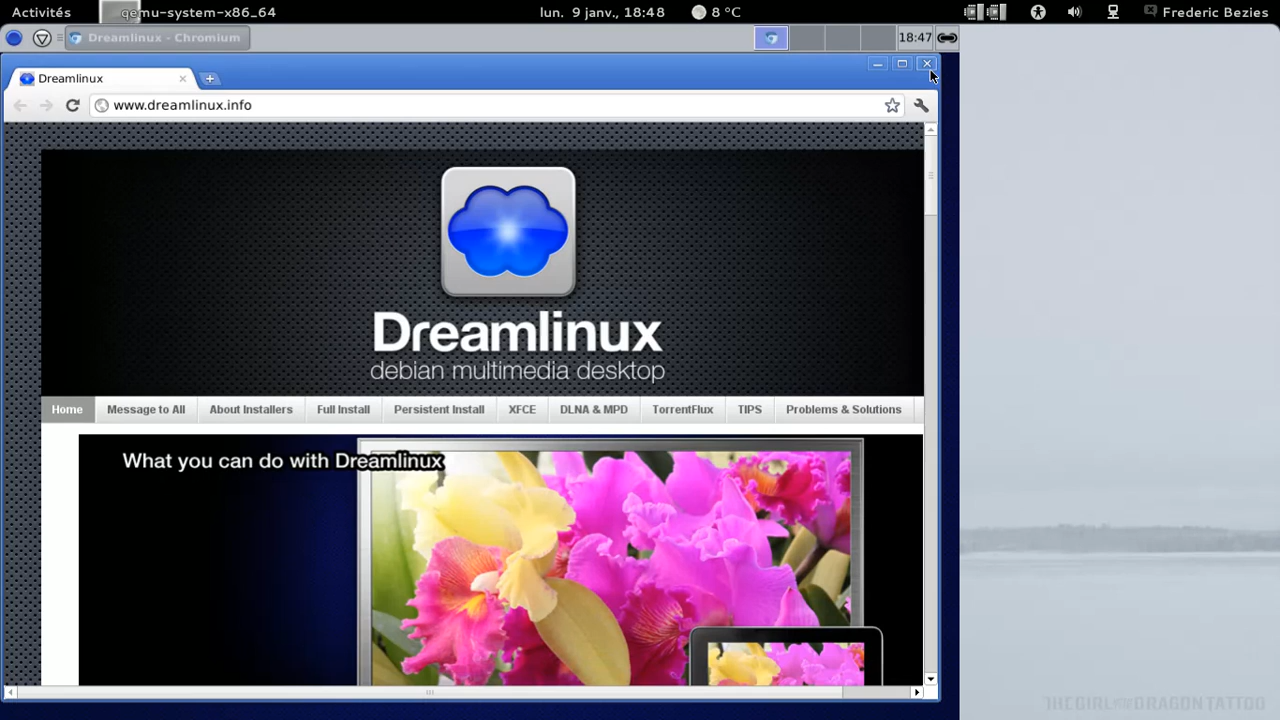 Activités qemu-system-x86_64 lun. 9 janv., 18:48 8 °C Frederic Bezies
Dreamlinux - Chromium 18:47
Dreamlinux
www.dreamlinux.info
Dreamlinux
debian multimedia desktop
Home Message to All About Installers Full Install Persistent Install XFCE DLNA & MPD TorrentFlux TIPS Problems & Solutions
What you can do with Dreamlinux
THE GIRL WITH THE DRAGON TATTOO